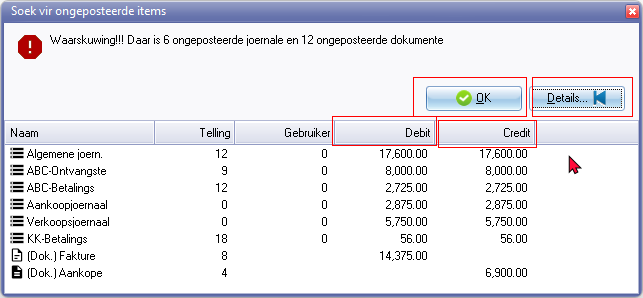 Soek vir ongeposteerde items
Waarskuwing!!! Daar is 6 ongeposteerde joernale en 12 ongeposteerde dokumente
OK Details...
Naam Telling Gebruiker Debit Credit
Algemene joern. 12 0 17,600.00 17,600.00
ABC-Ontvangste 9 0 8,000.00 8,000.00
ABC-Betalings 12 0 2,725.00 2,725.00
Aankoopjoernaal 0 0 2,875.00 2,875.00
Verkoopsjoernaal 0 0 5,750.00 5,750.00
KK-Betalings 18 0 56.00 56.00
(Dok.) Fakture 8 14,375.00
(Dok.) Aankope 4 6,900.00